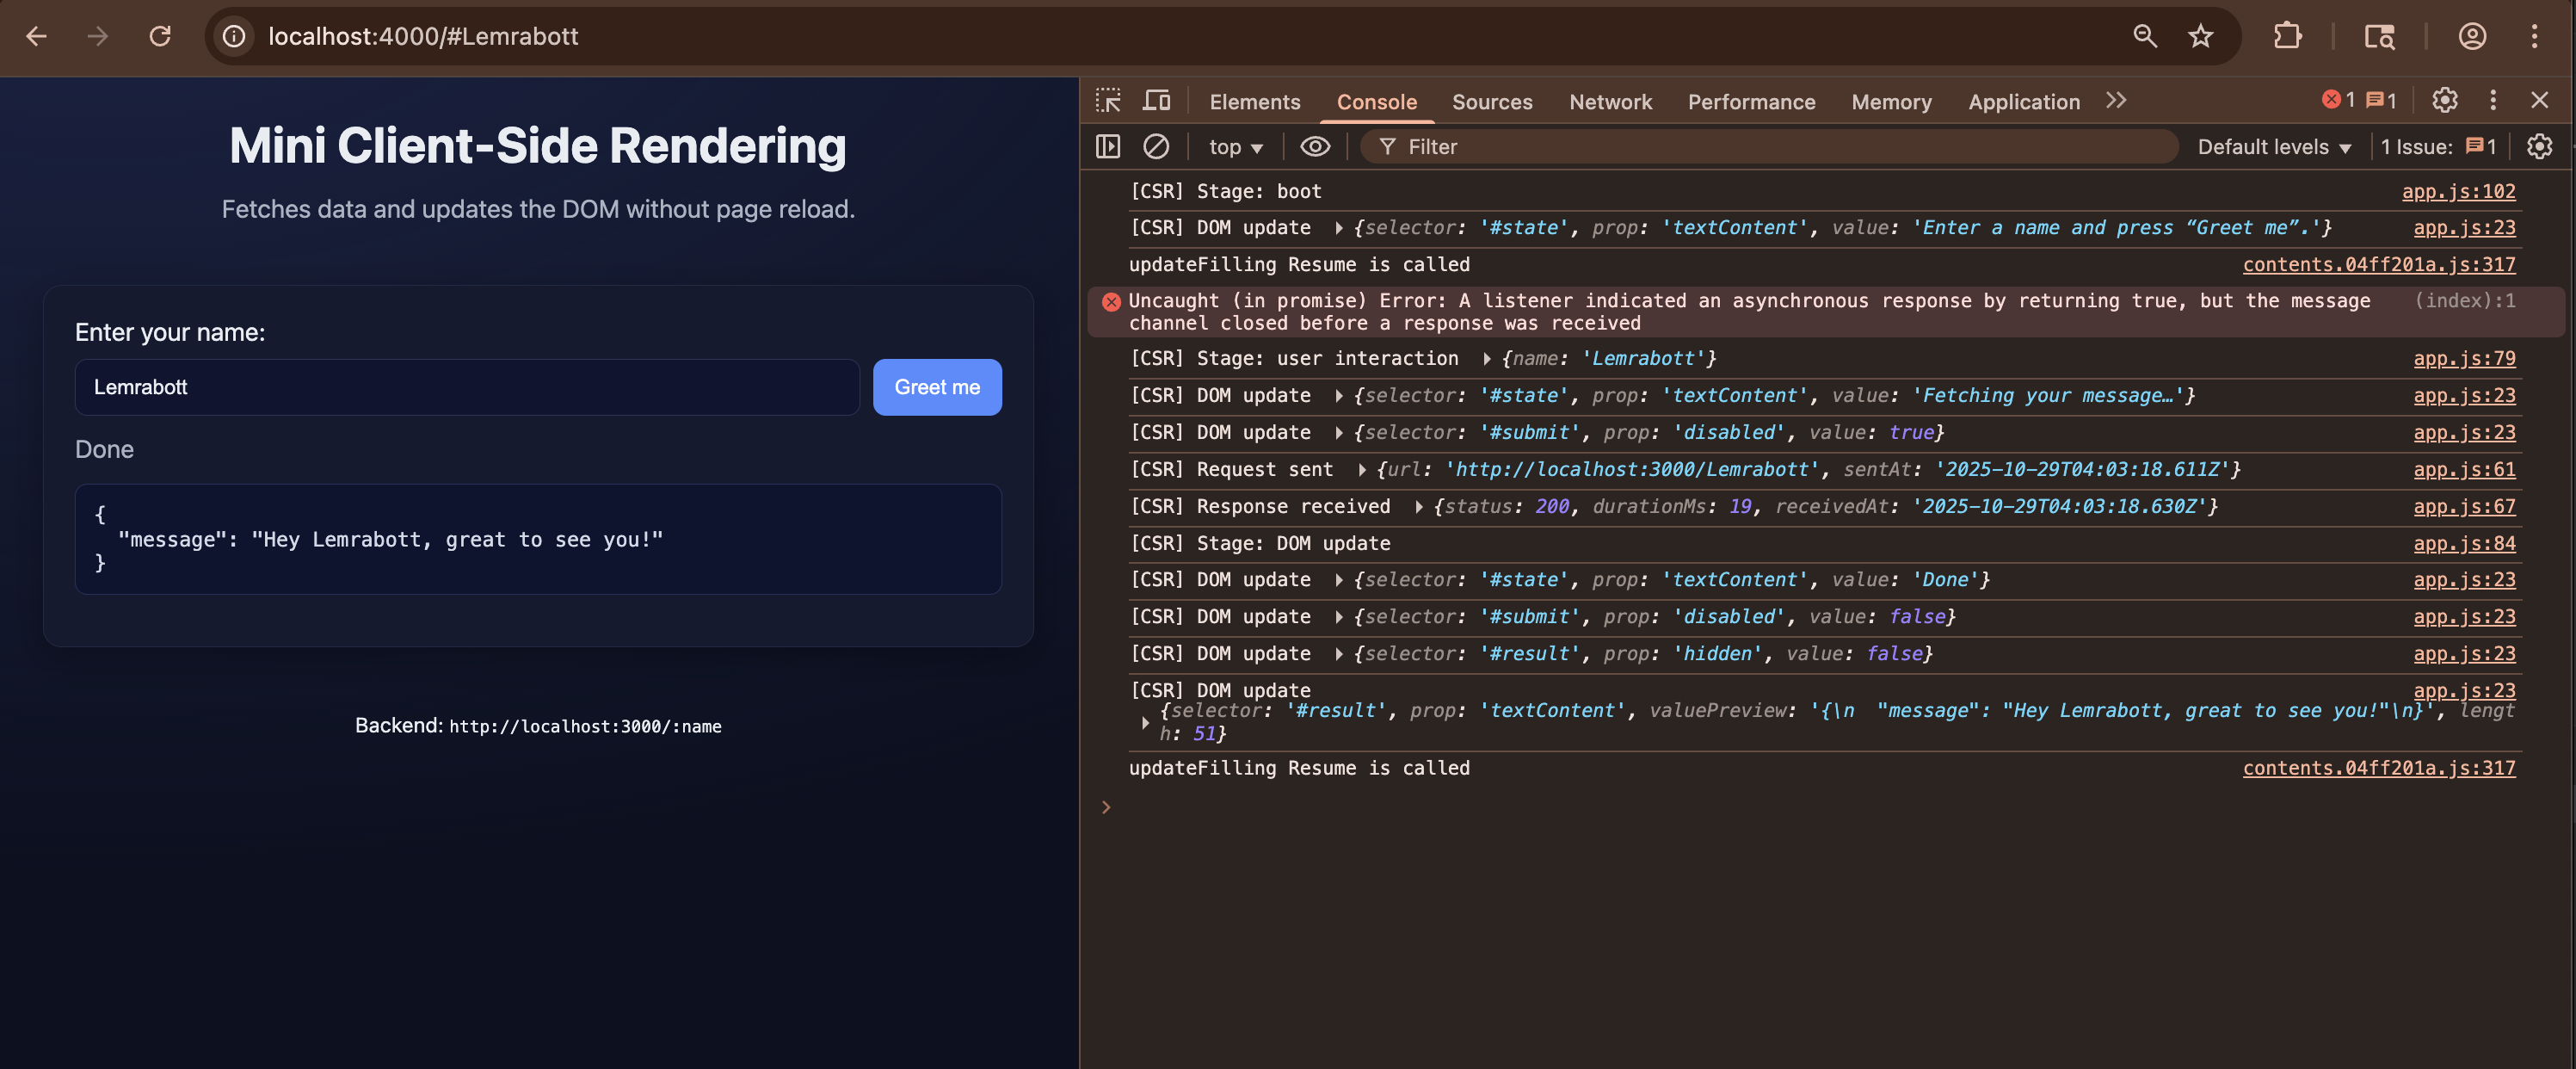 localhost:4000/#Lemrabott
Mini Client-Side Rendering
Fetches data and updates the DOM without page reload.
Enter your name:
Lemrabott
Greet me
Done
{
  "message": "Hey Lemrabott, great to see you!"
}
Backend: http://localhost:3000/:name
Elements Console Sources Network Performance Memory Application 1 1
top Filter Default levels 1 Issue: 1
[CSR] Stage: boot app.js:102
[CSR] DOM update {selector: '#state', prop: 'textContent', value: 'Enter a name and press “Greet me”.'} app.js:23
updateFilling Resume is called contents.04ff201a.js:317
Uncaught (in promise) Error: A listener indicated an asynchronous response by returning true, but the message (index):1
channel closed before a response was received
[CSR] Stage: user interaction {name: 'Lemrabott'} app.js:79
[CSR] DOM update {selector: '#state', prop: 'textContent', value: 'Fetching your message…'} app.js:23
[CSR] DOM update {selector: '#submit', prop: 'disabled', value: true} app.js:23
[CSR] Request sent {url: 'http://localhost:3000/Lemrabott', sentAt: '2025-10-29T04:03:18.611Z'} app.js:61
[CSR] Response received {status: 200, durationMs: 19, receivedAt: '2025-10-29T04:03:18.630Z'} app.js:67
[CSR] Stage: DOM update app.js:84
[CSR] DOM update {selector: '#state', prop: 'textContent', value: 'Done'} app.js:23
[CSR] DOM update {selector: '#submit', prop: 'disabled', value: false} app.js:23
[CSR] DOM update {selector: '#result', prop: 'hidden', value: false} app.js:23
[CSR] DOM update app.js:23
{selector: '#result', prop: 'textContent', valuePreview: '{\n  "message": "Hey Lemrabott, great to see you!"\n}', lengt
h: 51}
updateFilling Resume is called contents.04ff201a.js:317